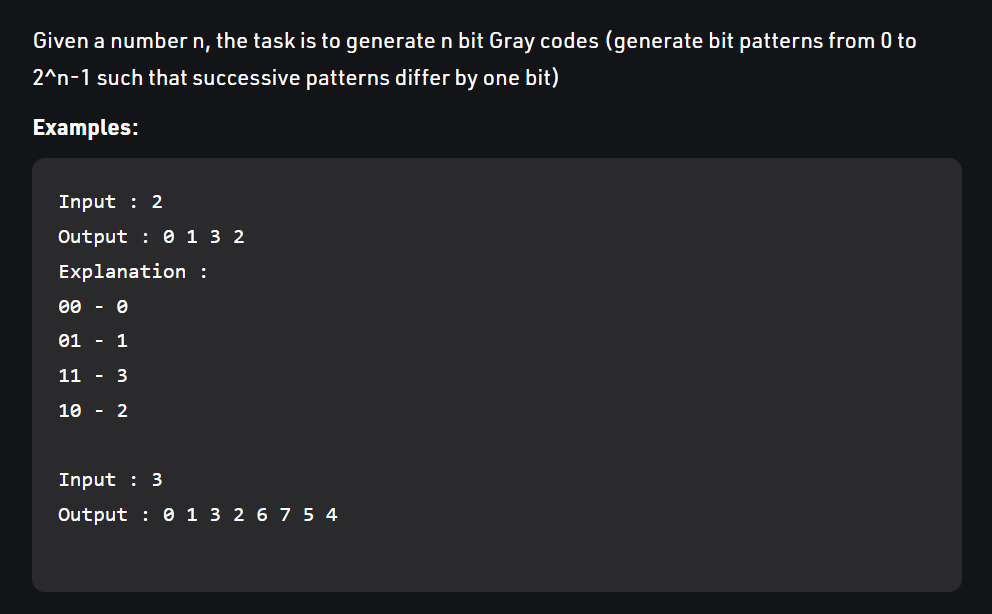 Given a number n, the task is to generate n bit Gray codes (generate bit patterns from 0 to
2^n-1 such that successive patterns differ by one bit)
Examples:
Input : 2
Output : 0 1 3 2
Explanation :
00 - 0
01 - 1
11 - 3
10 - 2
Input : 3
Output : 0 1 3 2 6 7 5 4